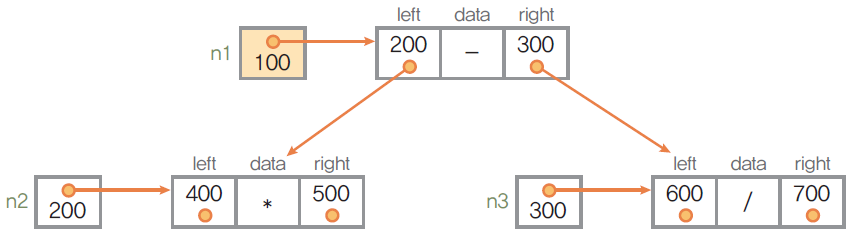 left data right
n1 100 200 – 300
left data right left data right
n2 200 400 * 500 n3 300 600 / 700